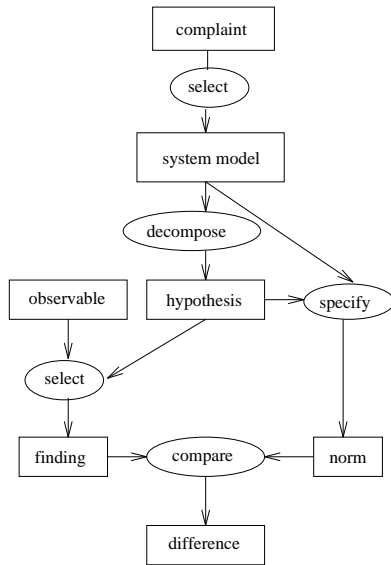 complaint
select
system model
decompose
observable
hypothesis
specify
select
finding
compare
norm
difference